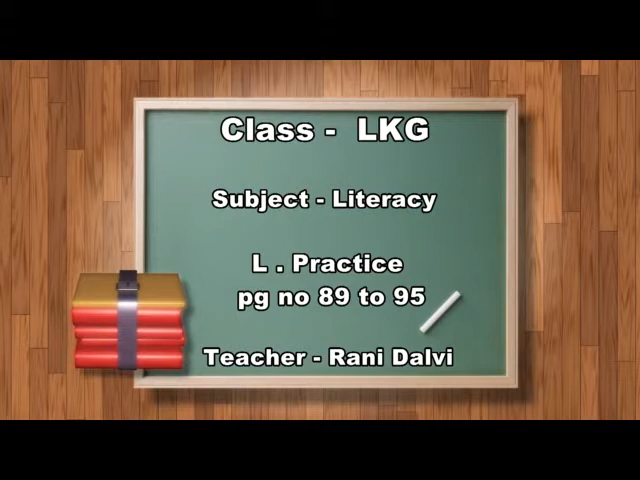 Class - LKG
Subject - Literacy
L . Practice
pg no 89 to 95
Teacher - Rani Dalvi